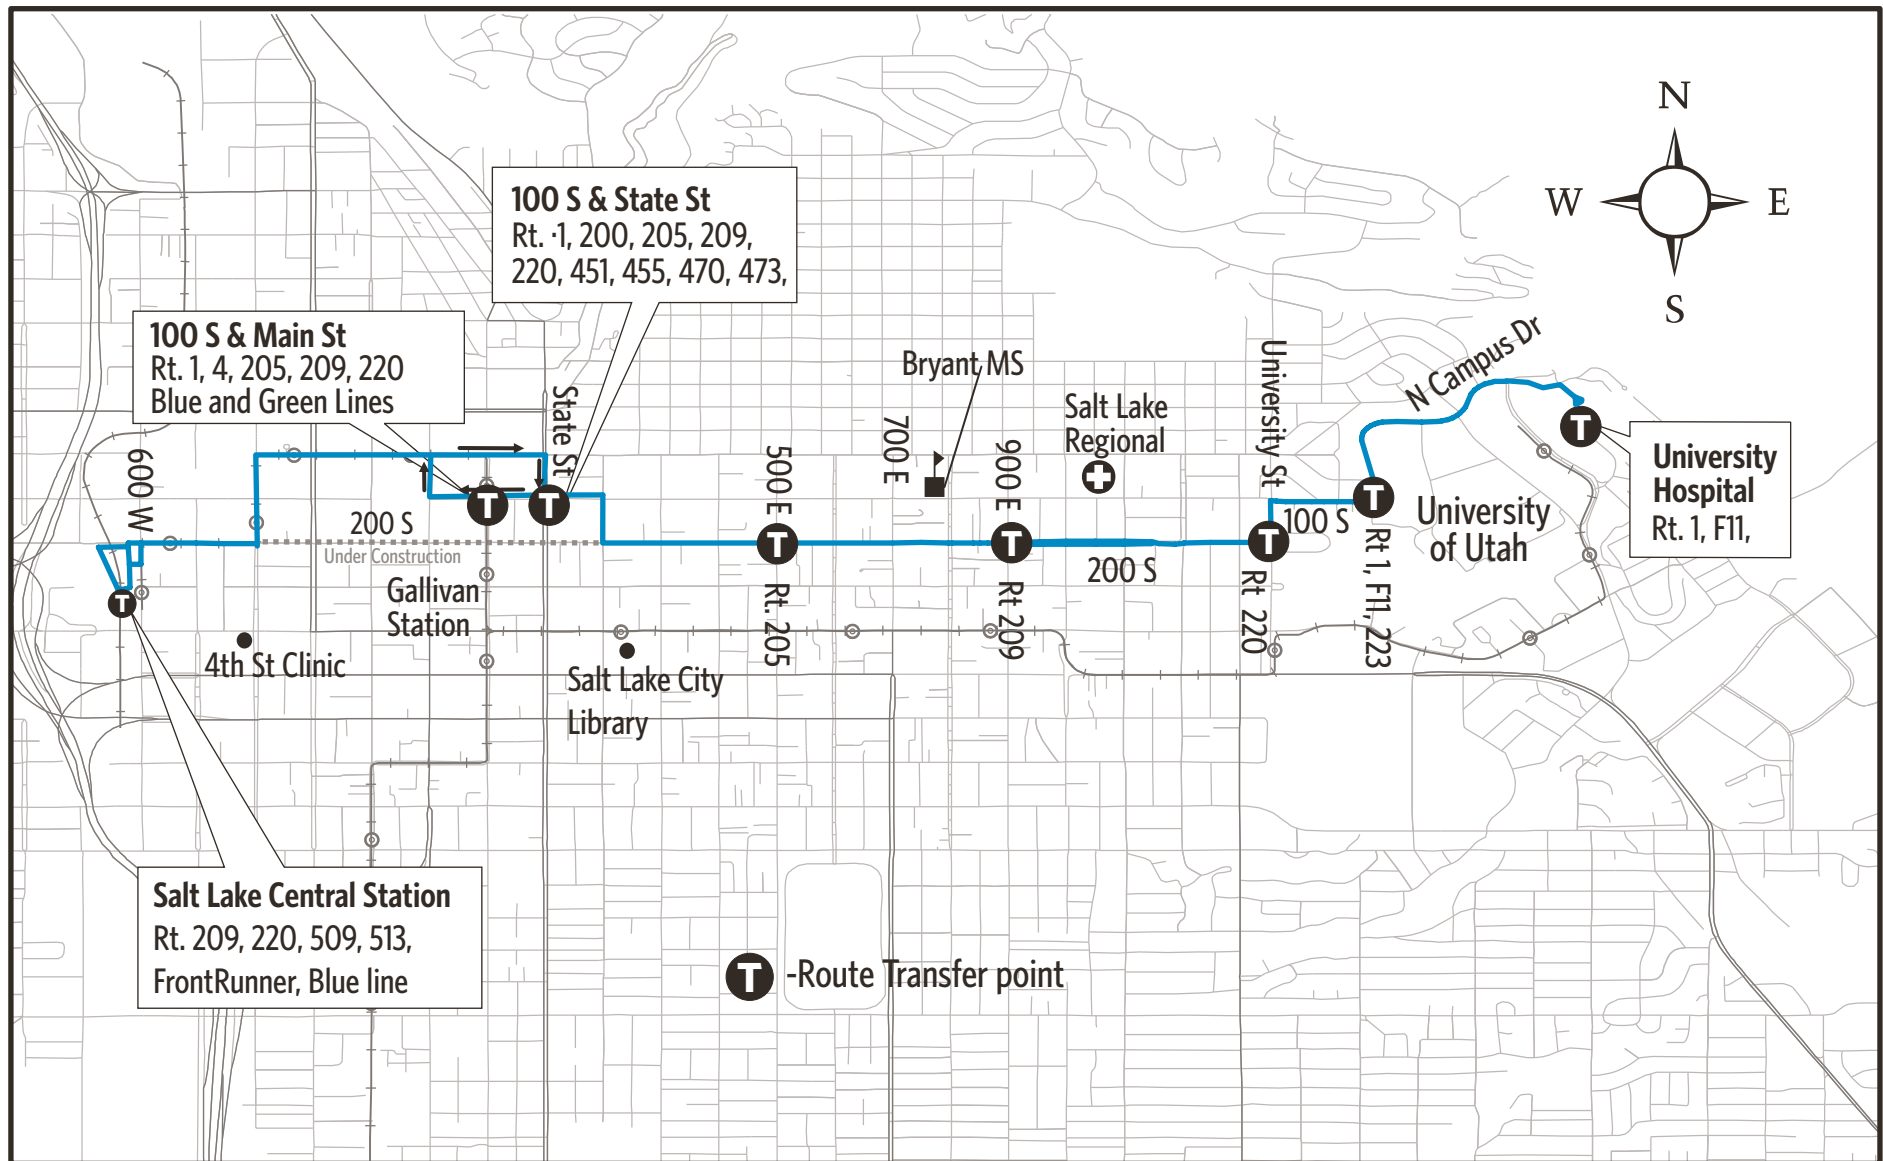 N
W
E
S
100 S & State St
Rt. ·1, 200, 205, 209,
220, 451, 455, 470, 473,
100 S & Main St
Rt. 1, 4, 205, 209, 220
Blue and Green Lines
State St
600 W
200 S
Under Construction
Gallivan
Station
4th St Clinic
Salt Lake City
Library
500 E
Rt. 205
700 E
Bryant MS
900 E
Rt 209
Salt Lake
Regional
200 S
University St
Rt 220
100 S
Rt 1, F11, 223
N Campus Dr
University
of Utah
T
T
T
T
T
T
T
T
University
Hospital
Rt. 1, F11,
Salt Lake Central Station
Rt. 209, 220, 509, 513,
FrontRunner, Blue line
T -Route Transfer point